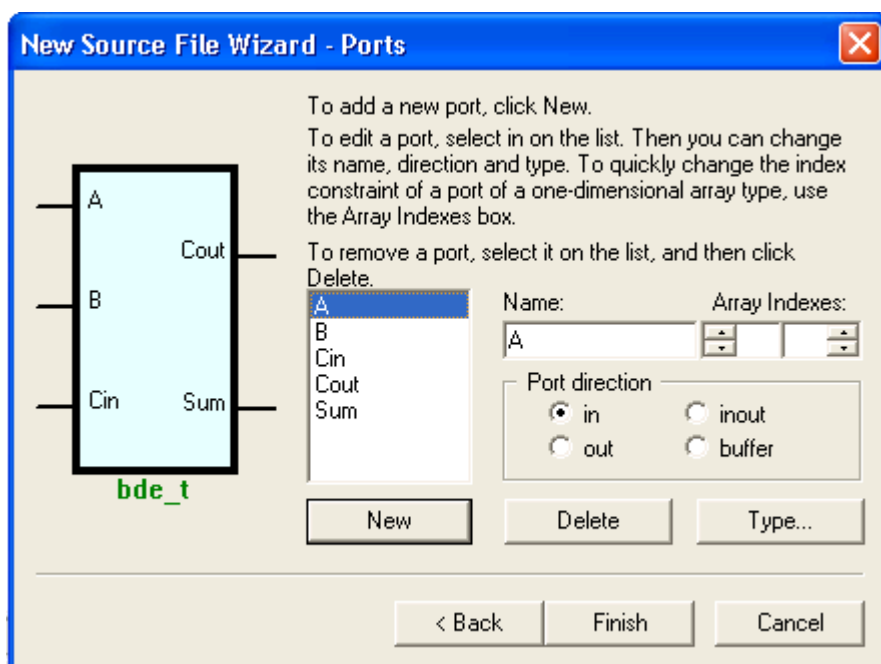 New Source File Wizard - Ports
To add a new port, click New.
To edit a port, select in on the list. Then you can change
its name, direction and type. To quickly change the index
constraint of a port of a one-dimensional array type, use
the Array Indexes box.
To remove a port, select it on the list, and then click
Delete.
A
Cout
B
Cin
Sum
bde_t
A
B
Cin
Cout
Sum
Name:
Array Indexes:
A
Port direction
in
inout
out
buffer
New
Delete
Type...
< Back
Finish
Cancel